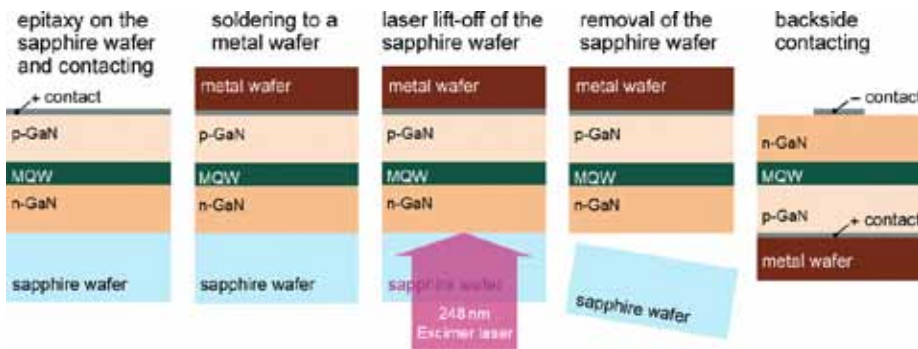 epitaxy on the
sapphire wafer
and contacting
+ contact
p-GaN
MQW
n-GaN
sapphire wafer
soldering to a
metal wafer
metal wafer
p-GaN
MQW
n-GaN
sapphire wafer
laser lift-off of the
sapphire wafer
metal wafer
p-GaN
MQW
n-GaN
sapphire wafer
248 nm
Excimer laser
removal of the
sapphire wafer
metal wafer
p-GaN
MQW
n-GaN
sapphire wafer
backside
contacting
− contact
n-GaN
MQW
p-GaN
+ contact
metal wafer